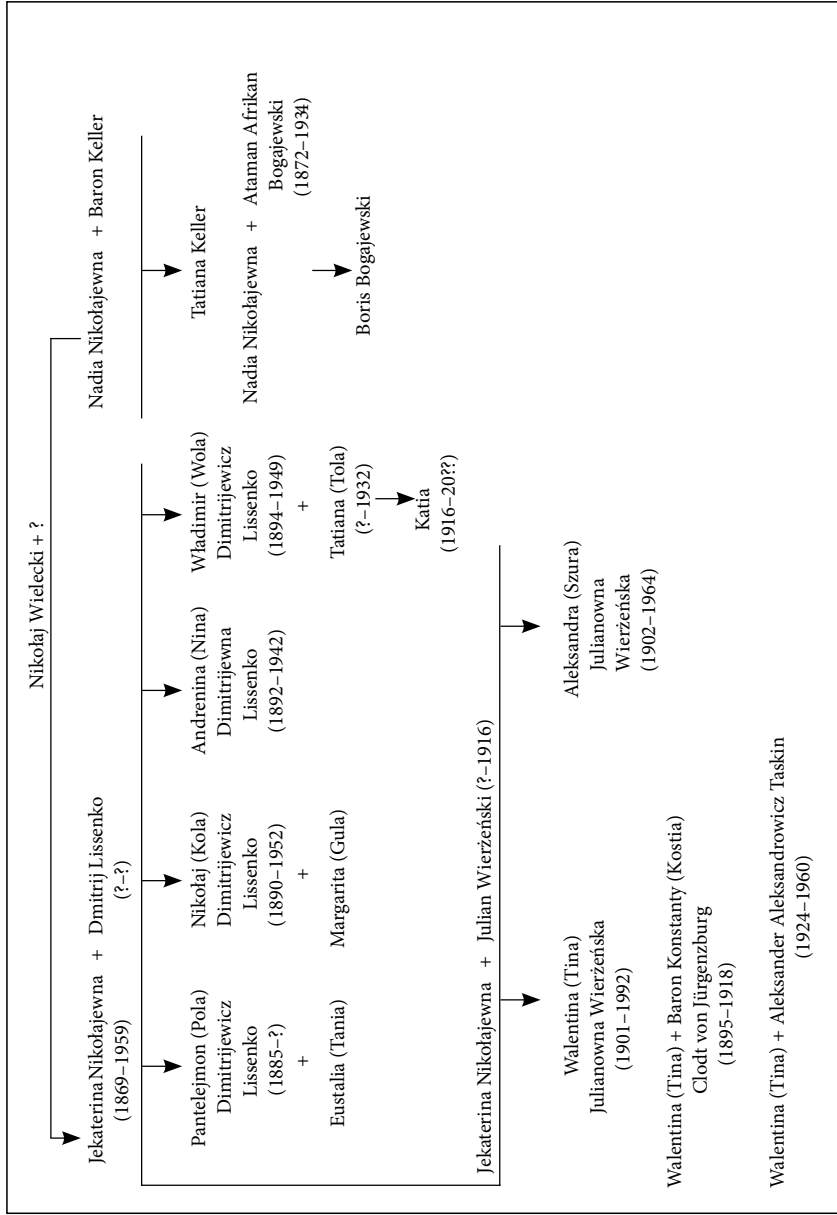 Nikołaj Wielecki + ?
Jekaterina Nikołajewna + Dmitrij Lissenko
(1869–1959) (?–?)
Nadia Nikołajewna + Baron Keller
Pantelejmon (Pola)
Dimitrijewicz
Lissenko
(1885–?)
+
Eustalia (Tania)
Nikołaj (Kola)
Dimitrijewicz
Lissenko
(1890–1952)
+
Margarita (Gula)
Andrenina (Nina)
Dimitrijewna
Lissenko
(1892–1942)
Władimir (Wola)
Dimitrijewicz
Lissenko
(1894–1949)
+
Tatiana (Tola)
(?–1932)
Katia
(1916–20??)
Tatiana Keller
Nadia Nikołajewna + Ataman Afrikan
Bogajewski
(1872–1934)
Boris Bogajewski
Jekaterina Nikołajewna + Julian Wierżeński (?–1916)
Walentina (Tina)
Julianowna Wierżeńska
(1901–1992)
Aleksandra (Szura)
Julianowna
Wierżeńska
(1902–1964)
Walentina (Tina) + Baron Konstanty (Kostia)
Clodt von Jürgenzburg
(1895–1918)
Walentina (Tina) + Aleksander Aleksandrowicz Taskin
(1924–1960)